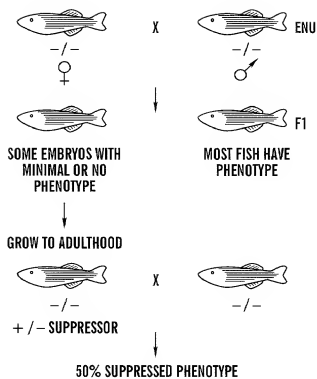 X
ENU
–/–
–/–
♀
♂
F1
SOME EMBRYOS WITH
MINIMAL OR NO
PHENOTYPE
MOST FISH HAVE
PHENOTYPE
GROW TO ADULTHOOD
X
–/–
–/–
+/– SUPPRESSOR
50% SUPPRESSED PHENOTYPE